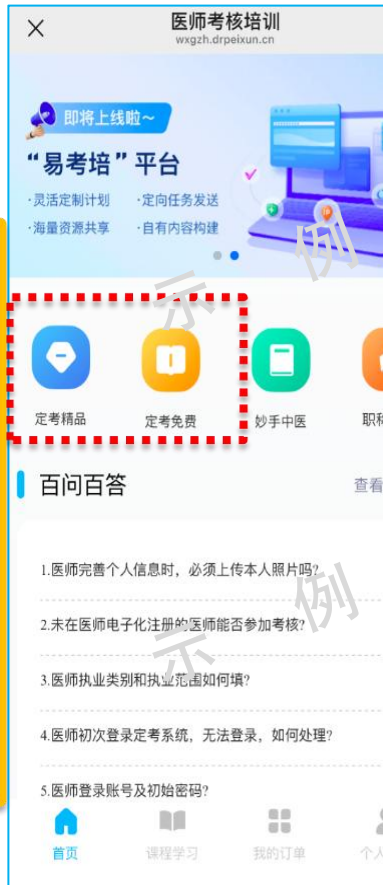 医师考核培训
wxgzh.drpeixun.cn
即将上线啦～
“易考培”平台
·灵活定制计划 ·定向任务发送
·海量资源共享 ·自有内容构建
示例
定考精品 定考免费 妙手中医 职称
百问百答 查看
1.医师完善个人信息时，必须上传本人照片吗?
2.未在医师电子化注册的医师能否参加考核?
示例
3.医师执业类别和执业范围如何填?
4.医师初次登录定考系统，无法登录，如何处理?
5.医师登录账号及初始密码?
首页 课程学习 我的订单 个人